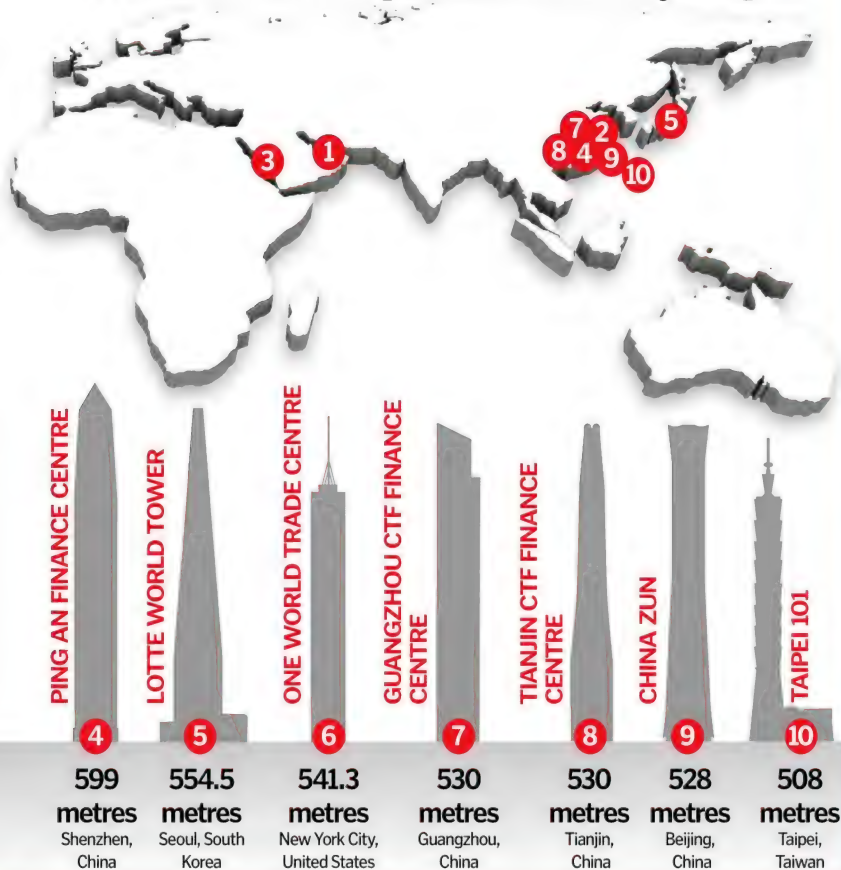 7
2
5
8
4
9
3
1
10
PING AN FINANCE CENTRE
LOTTE WORLD TOWER
ONE WORLD TRADE CENTRE
GUANGZHOU CTF FINANCE
CENTRE
TIANJIN CTF FINANCE
CENTRE
CHINA ZUN
TAIPEI 101
4
5
6
7
8
9
10
599
metres
Shenzhen,
China
554.5
metres
Seoul, South
Korea
541.3
metres
New York City,
United States
530
metres
Guangzhou,
China
530
metres
Tianjin,
China
528
metres
Beijing,
China
508
metres
Taipei,
Taiwan